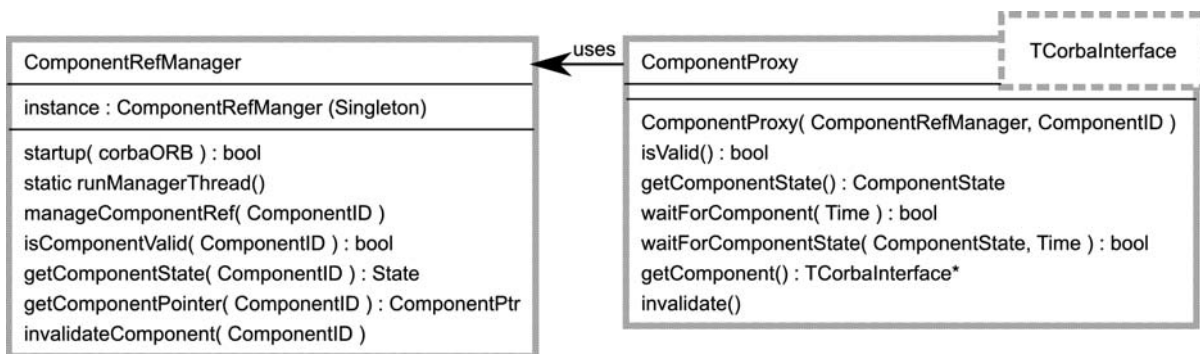 ComponentRefManager
instance : ComponentRefManger (Singleton)
startup( corbaORB ) : bool
static runManagerThread()
manageComponentRef( ComponentID )
isComponentValid( ComponentID ) : bool
getComponentState( ComponentID ) : State
getComponentPointer( ComponentID ) : ComponentPtr
invalidateComponent( ComponentID )
uses
ComponentProxy
TCorbaInterface
ComponentProxy( ComponentRefManager, ComponentID )
isValid() : bool
getComponentState() : ComponentState
waitForComponent( Time ) : bool
waitForComponentState( ComponentState, Time ) : bool
getComponent() : TCorbaInterface*
invalidate()